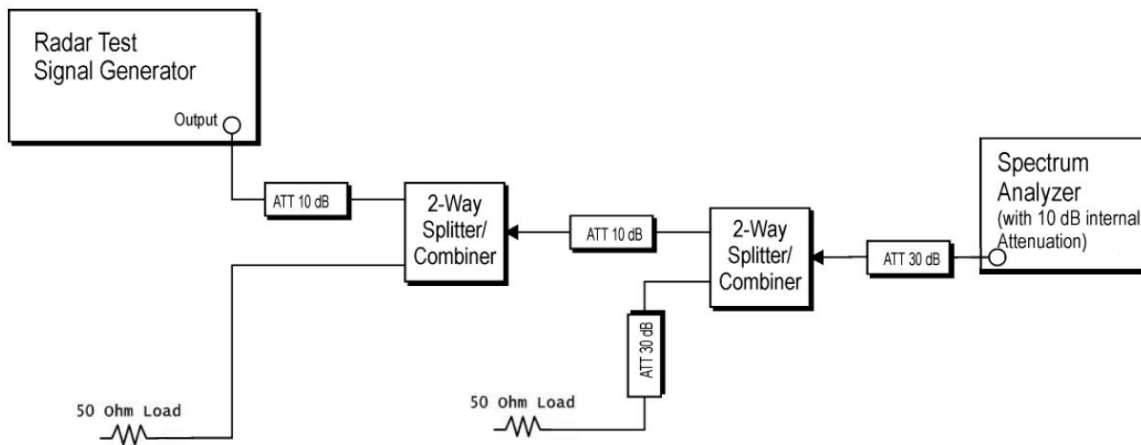 Radar Test
Signal Generator
Output
ATT 10 dB
2-Way
Splitter/
Combiner
ATT 10 dB
2-Way
Splitter/
Combiner
ATT 30 dB
Spectrum
Analyzer
(with 10 dB internal
Attenuation)
ATT 30 dB
50 Ohm Load
50 Ohm Load